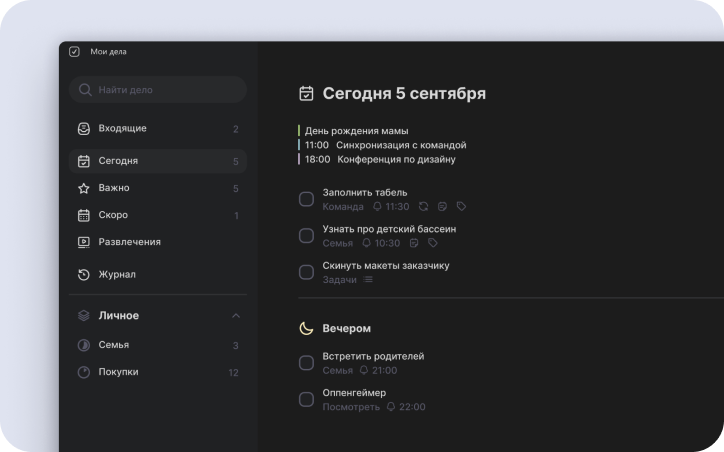 Мои дела
Найти дело
Входящие 2
Сегодня 5
Важно 5
Скоро 1
Развлечения
Журнал
Личное
Семья 3
Покупки 12
Сегодня 5 сентября
День рождения мамы
11:00 Синхронизация с командой
18:00 Конференция по дизайну
Заполнить табель
Команда 11:30
Узнать про детский бассеин
Семья 10:30
Скинуть макеты заказчику
Задачи
Вечером
Встретить родителей
Семья 21:00
Оппенгеймер
Посмотреть 22:00